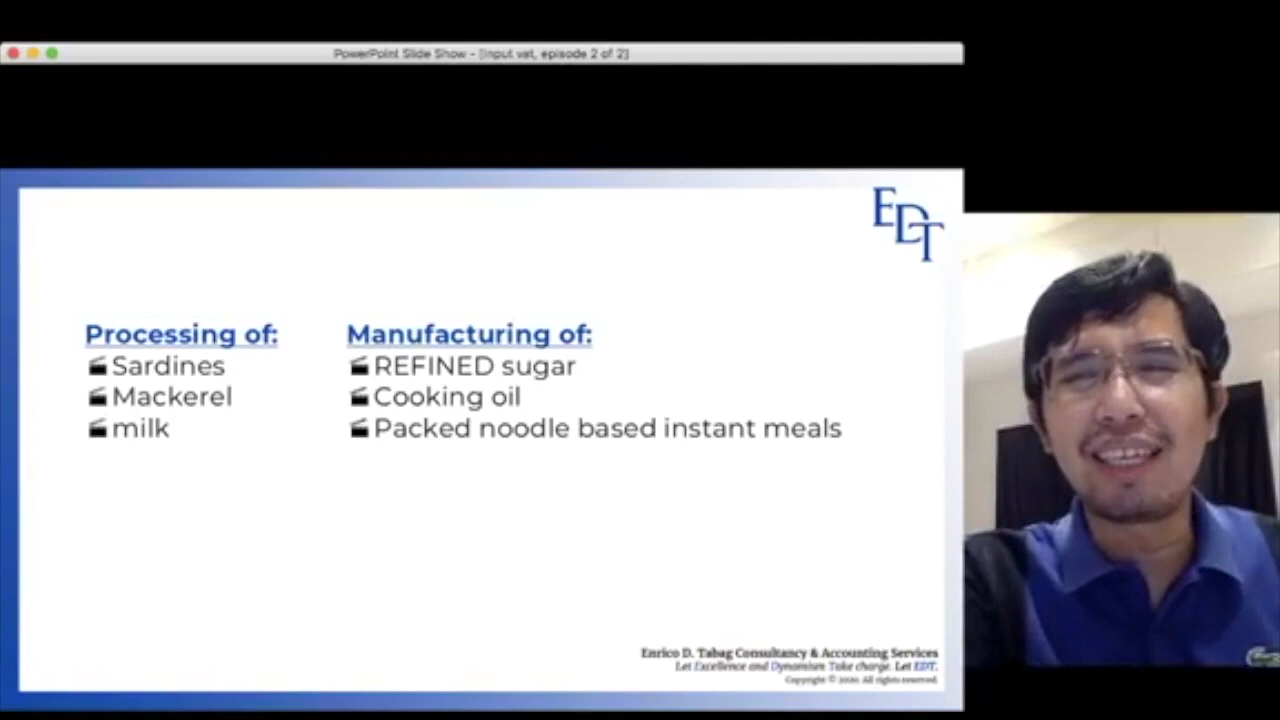 PowerPoint Slide Show - [Input vat, episode 2 of 2]
EDT
Processing of:
Sardines
Mackerel
milk
Manufacturing of:
REFINED sugar
Cooking oil
Packed noodle based instant meals
Enrico D. Tabag Consultancy & Accounting Services
Let Excellence and Dynamism Take charge. Let EDT.
Copyright © 2020. All rights reserved.